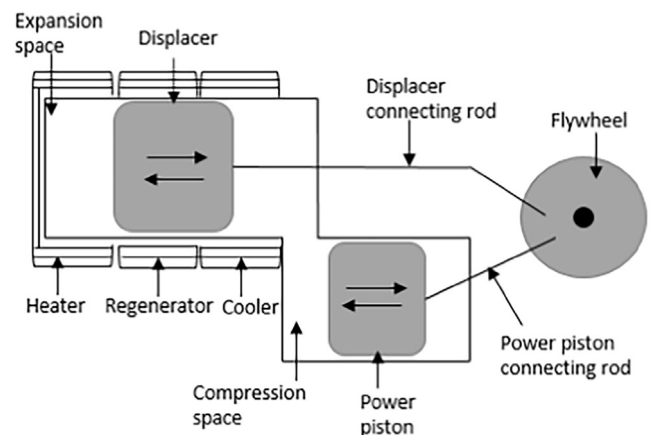 Expansion
space
Displacer
Displacer
connecting rod
Flywheel
Heater
Regenerator
Cooler
Compression
space
Power
piston
Power piston
connecting rod